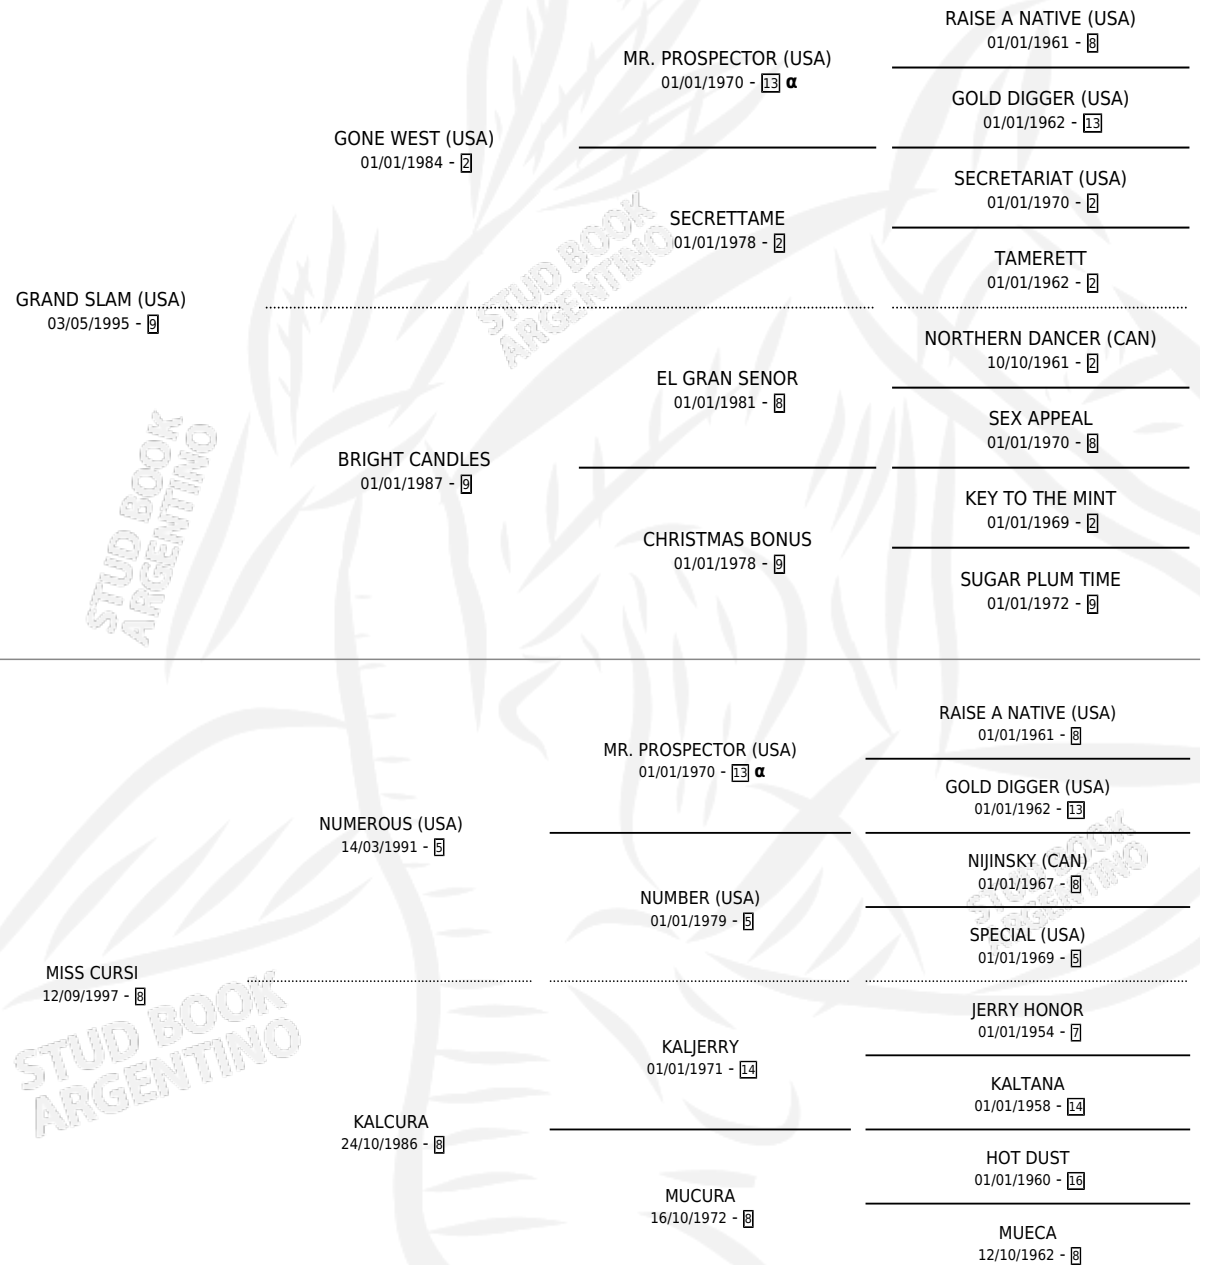 RAISE A NATIVE (USA)
01/01/1961 - 8
MR. PROSPECTOR (USA)
01/01/1970 - 13 α
GOLD DIGGER (USA)
01/01/1962 - 13
GONE WEST (USA)
01/01/1984 - 2
SECRETARIAT (USA)
01/01/1970 - 2
SECRETTAME
01/01/1978 - 2
TAMERETT
01/01/1962 - 2
GRAND SLAM (USA)
03/05/1995 - 9
NORTHERN DANCER (CAN)
10/10/1961 - 2
EL GRAN SENOR
01/01/1981 - 8
SEX APPEAL
01/01/1970 - 8
BRIGHT CANDLES
01/01/1987 - 9
KEY TO THE MINT
01/01/1969 - 2
CHRISTMAS BONUS
01/01/1978 - 9
SUGAR PLUM TIME
01/01/1972 - 9
RAISE A NATIVE (USA)
01/01/1961 - 8
MR. PROSPECTOR (USA)
01/01/1970 - 13 α
GOLD DIGGER (USA)
01/01/1962 - 13
NUMEROUS (USA)
14/03/1991 - 5
NIJINSKY (CAN)
01/01/1967 - 8
NUMBER (USA)
01/01/1979 - 5
SPECIAL (USA)
01/01/1969 - 5
MISS CURSI
12/09/1997 - 8
JERRY HONOR
01/01/1954 - 7
KALJERRY
01/01/1971 - 14
KALTANA
01/01/1958 - 14
KALCURA
24/10/1986 - 8
HOT DUST
01/01/1960 - 16
MUCURA
16/10/1972 - 8
MUECA
12/10/1962 - 8
STUD BOOK
ARGENTINO
STUD BOOK
ARGENTINO
STUD BOOK
ARGENTINO
STUD BOOK
ARGENTINO